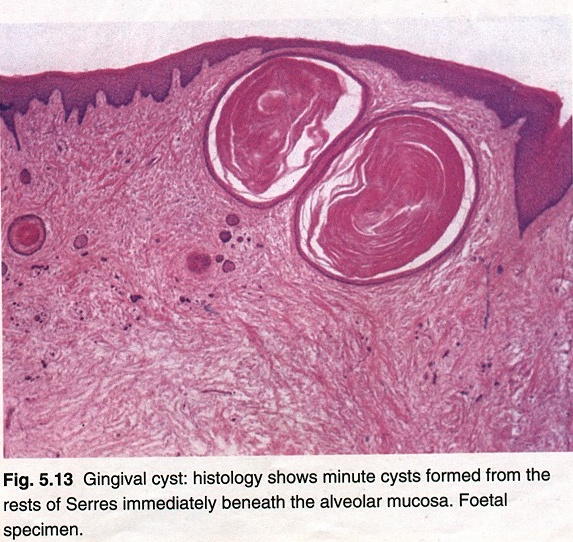 Fig. 5.13 Gingival cyst: histology shows minute cysts formed from the
rests of Serres immediately beneath the alveolar mucosa. Foetal
specimen.